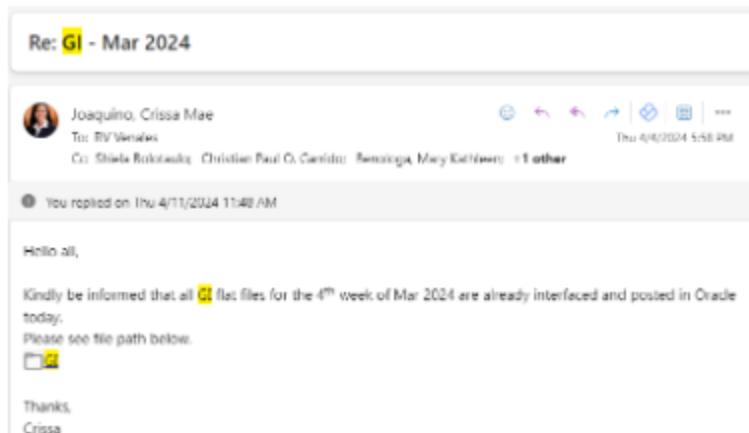 Re: GI - Mar 2024
Joaquino, Crissa Mae
To: RV Venales
Thu 4/4/2024 5:58 PM
Cc: Shiela Christian Paul O. Garrido; Mary Kathleen; +1 other
You replied on Thu 4/11/2024 11:48 AM
Hello all,
Kindly be informed that all GI flat files for the 4th week of Mar 2024 are already interfaced and posted in Oracle
today.
Please see file path below.
GI
Thanks,
Crissa